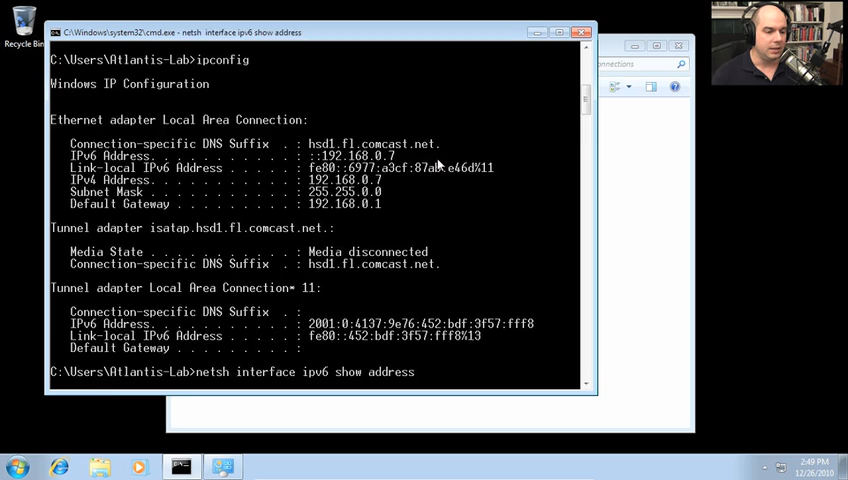 Recycle Bin
C:\Windows\system32\cmd.exe - netsh interface ipv6 show address
C:\Users\Atlantis-Lab>ipconfig
Windows IP Configuration
Ethernet adapter Local Area Connection:
Connection-specific DNS Suffix . : hsd1.fl.comcast.net.
IPv6 Address. . . . . . . . . . . : ::192.168.0.7
Link-local IPv6 Address . . . . . : fe80::6977:a3cf:87ab:e46d%11
IPv4 Address. . . . . . . . . . . : 192.168.0.7
Subnet Mask . . . . . . . . . . . : 255.255.0.0
Default Gateway . . . . . . . . . : 192.168.0.1
Tunnel adapter isatap.hsd1.fl.comcast.net.:
Media State . . . . . . . . . . . : Media disconnected
Connection-specific DNS Suffix . : hsd1.fl.comcast.net.
Tunnel adapter Local Area Connection* 11:
Connection-specific DNS Suffix . :
IPv6 Address. . . . . . . . . . . : 2001:0:4137:9e76:452:bdf:3f57:fff8
Link-local IPv6 Address . . . . . : fe80::452:bdf:3f57:fff8%13
Default Gateway . . . . . . . . . :
C:\Users\Atlantis-Lab>netsh interface ipv6 show address
2:49 PM
12/26/2010